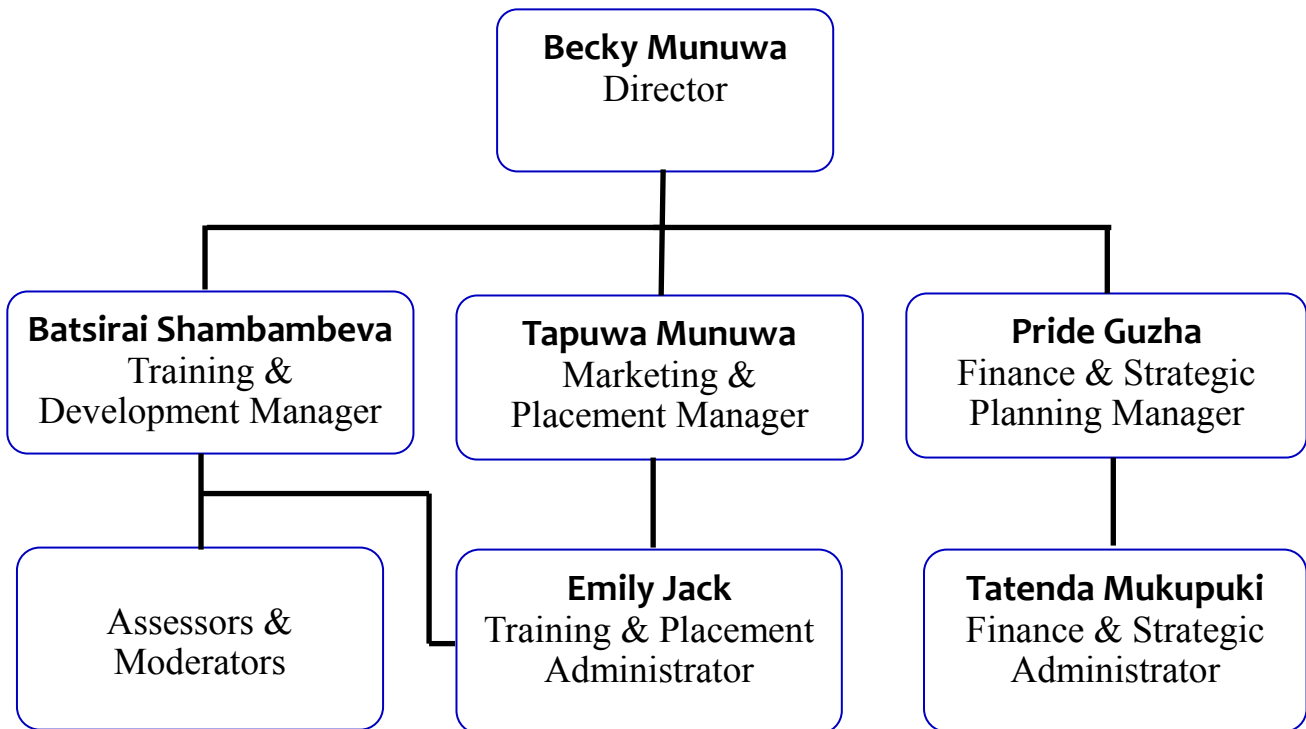 Becky Munuwa
Director
Batsirai Shambambeva
Training &
Development Manager
Tapuwa Munuwa
Marketing &
Placement Manager
Pride Guzha
Finance & Strategic
Planning Manager
Assessors &
Moderators
Emily Jack
Training & Placement
Administrator
Tatenda Mukupuki
Finance & Strategic
Administrator